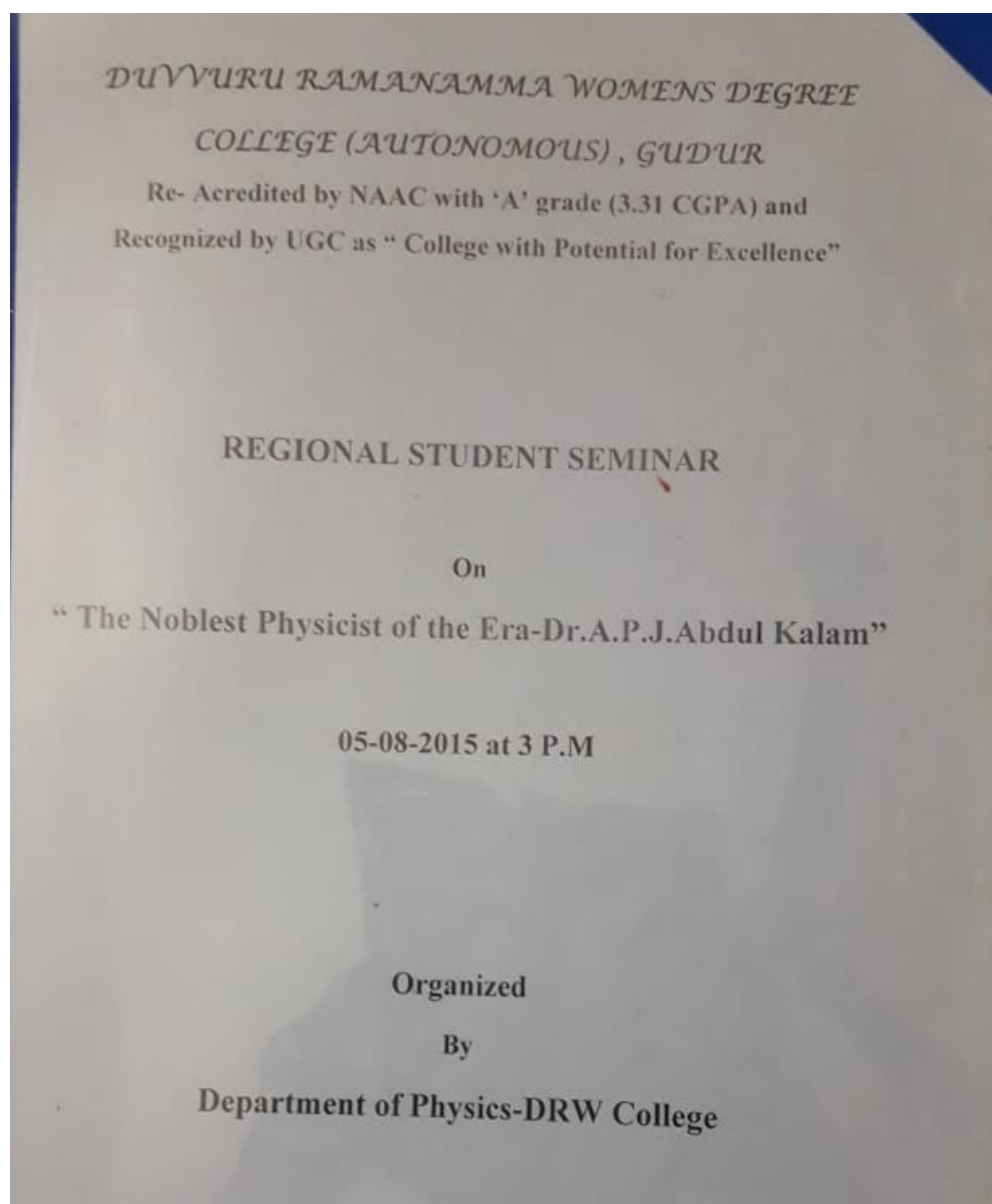 DUVVURU RAMANAMMA WOMENS DEGREE
COLLEGE (AUTONOMOUS) , GUDUR
Re- Acredited by NAAC with ‘A’ grade (3.31 CGPA) and
Recognized by UGC as “ College with Potential for Excellence”
REGIONAL STUDENT SEMINAR
On
“ The Noblest Physicist of the Era-Dr.A.P.J.Abdul Kalam”
05-08-2015 at 3 P.M
Organized
By
Department of Physics-DRW College